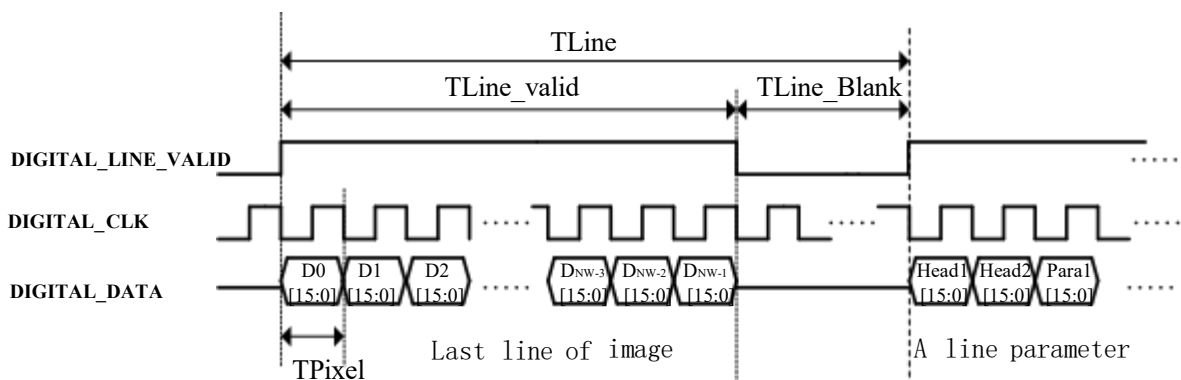 TLine
TLine_valid
TLine_Blank
DIGITAL_LINE_VALID
.....
DIGITAL_CLK
.....
.....
.....
DIGITAL_DATA
D0
[15:0]
D1
[15:0]
D2
[15:0]
.....
DNW-3
[15:0]
DNW-2
[15:0]
DNW-1
[15:0]
Head1
[15:0]
Head2
[15:0]
Para1
[15:0]
.....
TPixel
Last line of image
A line parameter